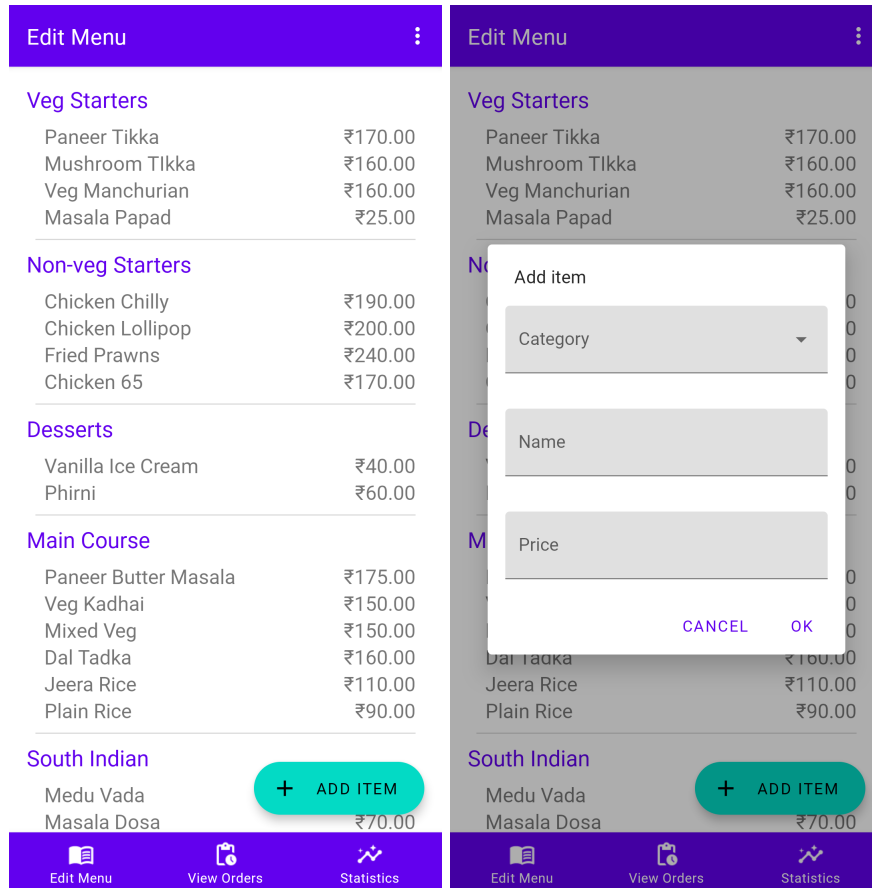 Edit Menu
Veg Starters
Paneer Tikka ₹170.00
Mushroom TIkka ₹160.00
Veg Manchurian ₹160.00
Masala Papad ₹25.00
Non-veg Starters
Chicken Chilly ₹190.00
Chicken Lollipop ₹200.00
Fried Prawns ₹240.00
Chicken 65 ₹170.00
Desserts
Vanilla Ice Cream ₹40.00
Phirni ₹60.00
Main Course
Paneer Butter Masala ₹175.00
Veg Kadhai ₹150.00
Mixed Veg ₹150.00
Dal Tadka ₹160.00
Jeera Rice ₹110.00
Plain Rice ₹90.00
South Indian
Medu Vada
+ ADD ITEM
Masala Dosa ₹70.00
Edit Menu View Orders Statistics
Edit Menu
Veg Starters
Paneer Tikka ₹170.00
Mushroom TIkka ₹160.00
Veg Manchurian ₹160.00
Masala Papad ₹25.00
Add item
Category
Name
Price
CANCEL OK
Dal Tadka ₹160.00
Jeera Rice ₹110.00
Plain Rice ₹90.00
South Indian
Medu Vada
+ ADD ITEM
Masala Dosa ₹70.00
Edit Menu View Orders Statistics